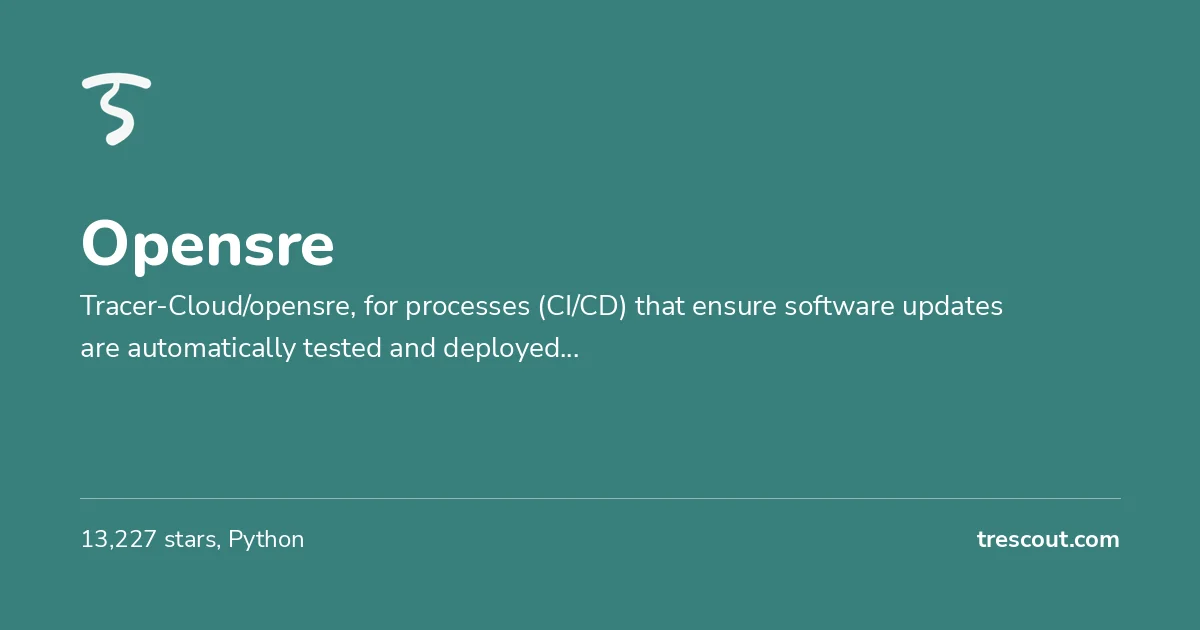 Opensre
Tracer-Cloud/opensre, for processes (CI/CD) that ensure software updates
are automatically tested and deployed...
13,227 stars, Python
trescout.com